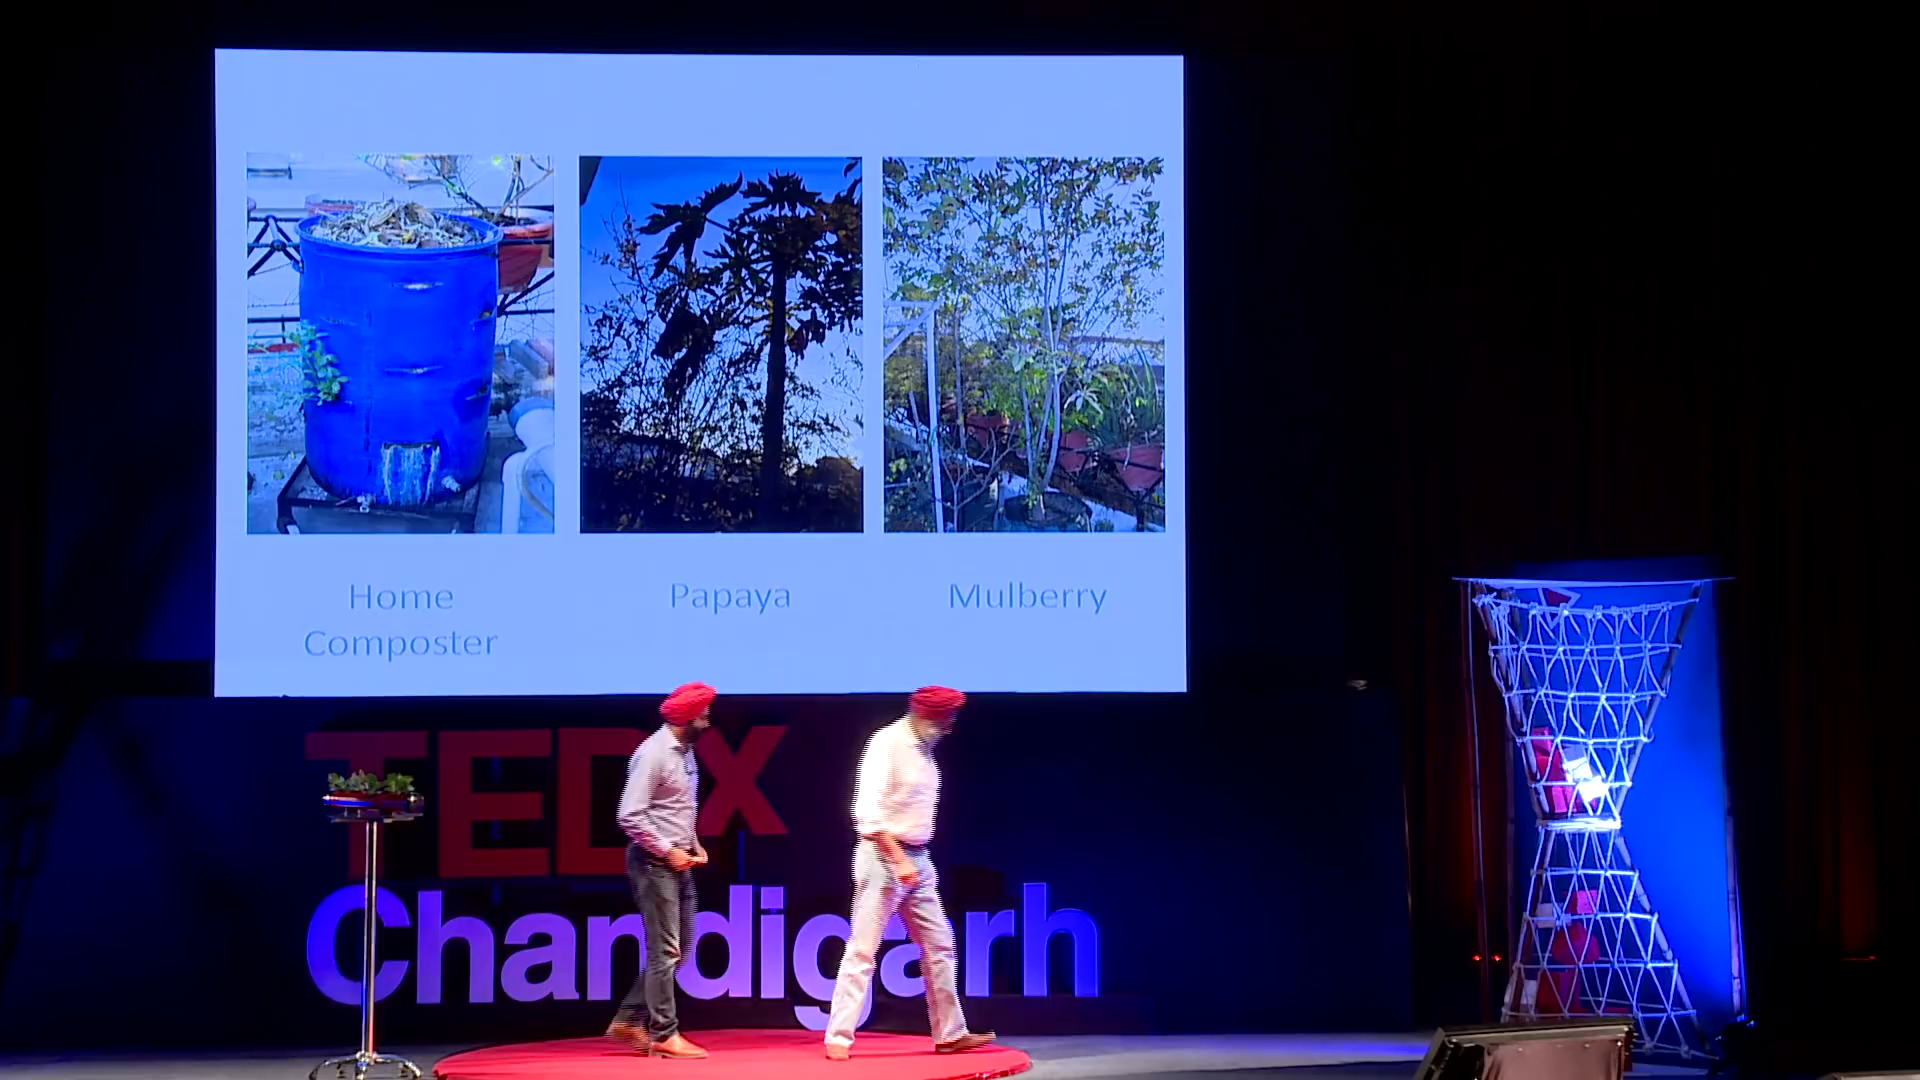 Home
Composter
Papaya
Mulberry
TEDx
Chandigarh